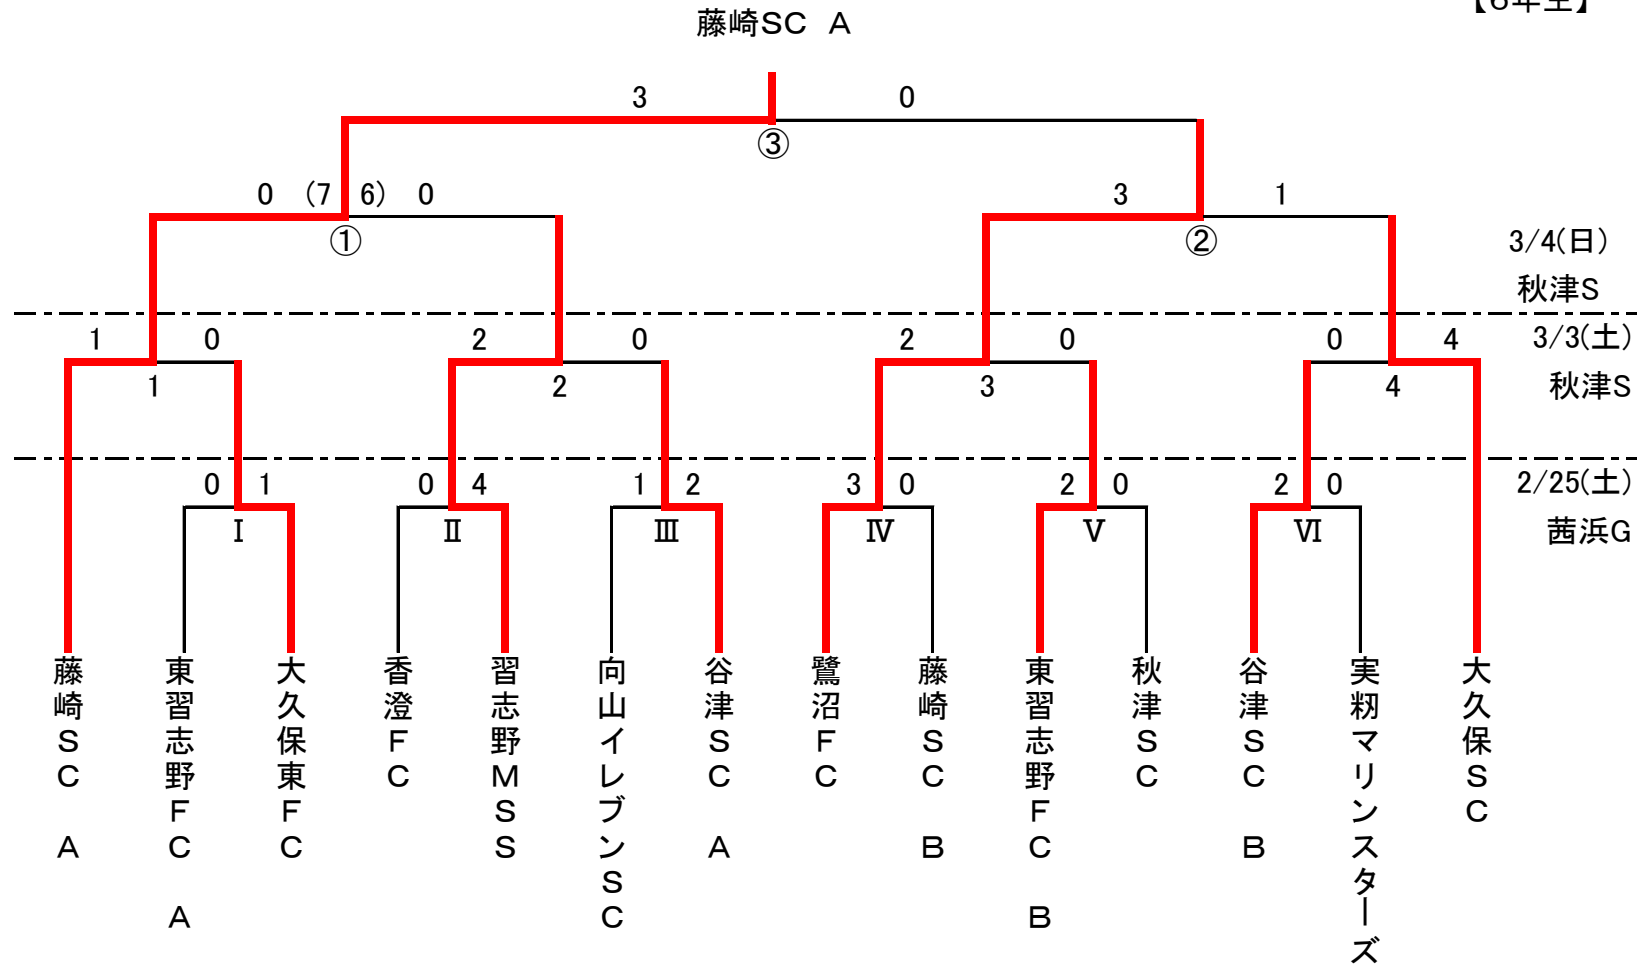 【6年生】
藤崎SC A
3 0
③
0 (7 6) 0 3 1
① ② 3/4(日)
秋津S
1 0 2 0 2 0 0 4 3/3(土)
1 2 3 4 秋津S
0 1 0 4 1 2 3 0 2 0 2 0 2/25(土)
Ⅰ Ⅱ Ⅲ Ⅳ Ⅴ Ⅵ 茜浜G
藤崎SC A
東習志野FC A
大久保東FC
香澄FC
習志野MSS
向山イレブンSC
谷津SC A
鷺沼FC
藤崎SC B
東習志野FC B
秋津SC
谷津SC B
実籾マリンスターズ
大久保SC